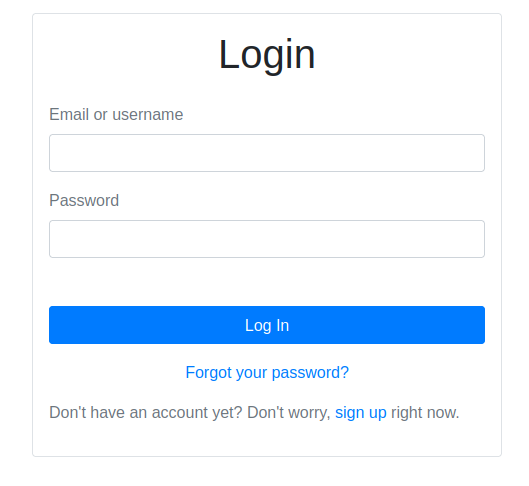 Login
Email or username
Password
Log In
Forgot your password?
Don't have an account yet? Don't worry, sign up right now.